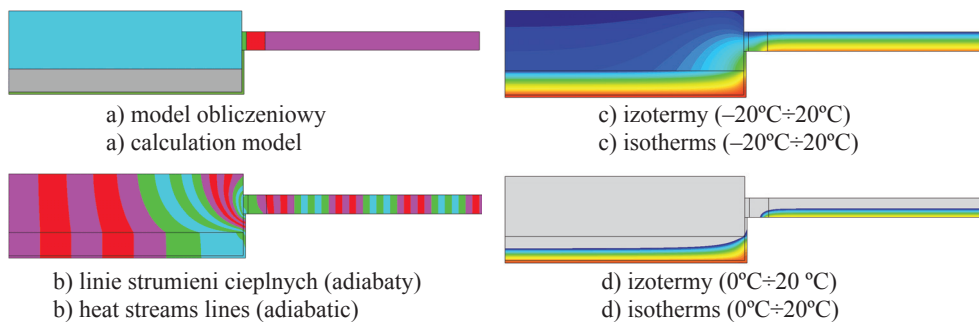 a) model obliczeniowy
a) calculation model
b) linie strumieni cieplnych (adiabaty)
b) heat streams lines (adiabatic)
c) izotermy (–20ºC÷20ºC)
c) isotherms (–20ºC÷20ºC)
d) izotermy (0ºC÷20 ºC)
d) isotherms (0ºC÷20ºC)